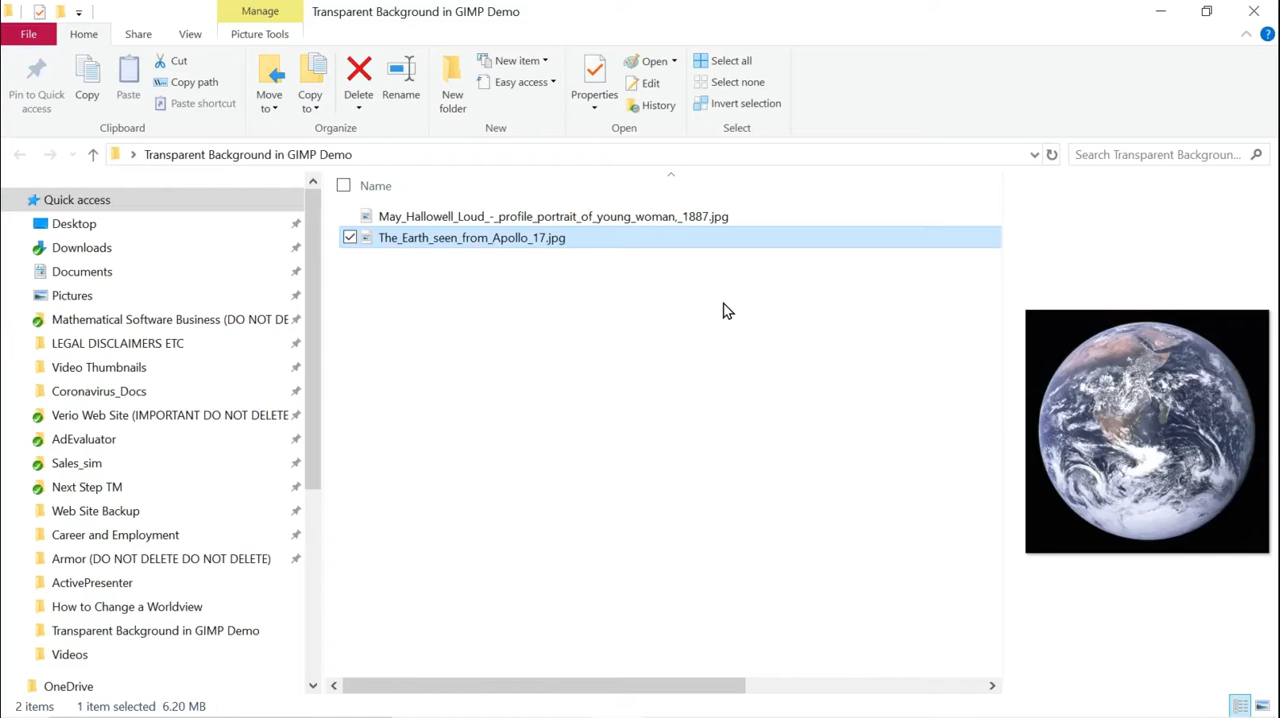 Manage
Transparent Background in GIMP Demo
File
Home
Share
View
Picture Tools
Pin to Quick access
Copy
Paste
Cut
Copy path
Paste shortcut
Clipboard
Move to
Copy to
Delete
Rename
Organize
New folder
New item
Easy access
New
Properties
Open
Edit
History
Open
Select all
Select none
Invert selection
Select
Transparent Background in GIMP Demo
Search Transparent Backgroun...
Name
May_Hallowell_Loud_-_profile_portrait_of_young_woman,_1887.jpg
The_Earth_seen_from_Apollo_17.jpg
Quick access
Desktop
Downloads
Documents
Pictures
Mathematical Software Business (DO NOT DE
LEGAL DISCLAIMERS ETC
Video Thumbnails
Coronavirus_Docs
Verio Web Site (IMPORTANT DO NOT DELETE
AdEvaluator
Sales_sim
Next Step TM
Web Site Backup
Career and Employment
Armor (DO NOT DELETE DO NOT DELETE)
ActivePresenter
How to Change a Worldview
Transparent Background in GIMP Demo
Videos
OneDrive
2 items
1 item selected
6.20 MB